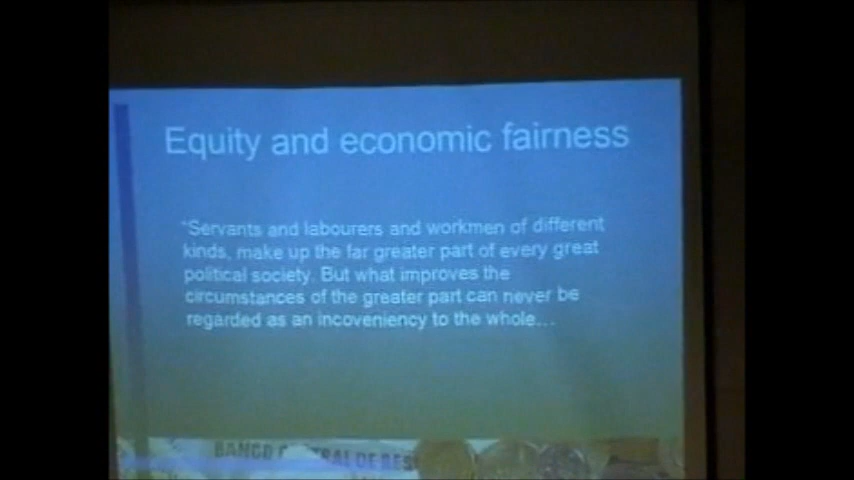 Equity and economic fairness
"Servants and labourers and workmen of different
kinds, make up the far greater part of every great
political society. But what improves the
circumstances of the greater part can never be
regarded as an incoveniency to the whole...
BANCO CENTRAL DE RES